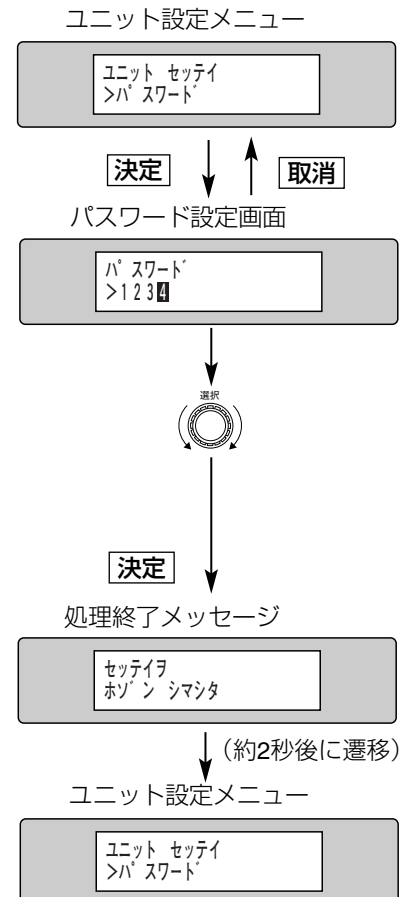 ユニット設定メニュー
ユニット セッテイ
>パスワード
決定
取消
パスワード設定画面
パスワード
>1234
選択
決定
処理終了メッセージ
セッテイヲ
ホゾン シマシタ
(約2秒後に遷移)
ユニット設定メニュー
ユニット セッテイ
>パスワード